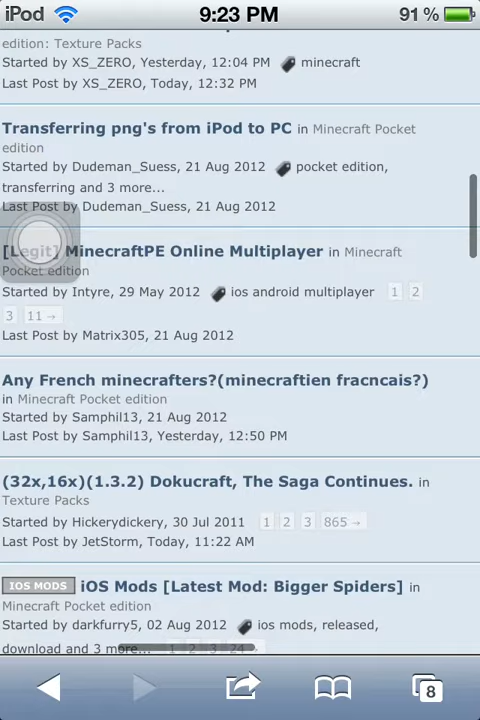 iPod 9:23 PM 91 %
edition: Texture Packs
Started by XS_ZERO, Yesterday, 12:04 PM minecraft
Last Post by XS_ZERO, Today, 12:32 PM
Transferring png's from iPod to PC in Minecraft Pocket
edition
Started by Dudeman_Suess, 21 Aug 2012 pocket edition,
transferring and 3 more...
Last Post by Dudeman_Suess, 21 Aug 2012
[Legit] MinecraftPE Online Multiplayer in Minecraft
Pocket edition
Started by Intyre, 29 May 2012 ios android multiplayer 1 2
3 11 →
Last Post by Matrix305, 21 Aug 2012
Any French minecrafters?(minecraftien fracncais?)
in Minecraft Pocket edition
Started by Samphil13, 21 Aug 2012
Last Post by Samphil13, Yesterday, 12:50 PM
(32x,16x)(1.3.2) Dokucraft, The Saga Continues. in
Texture Packs
Started by Hickerydickery, 30 Jul 2011 1 2 3 865 →
Last Post by JetStorm, Today, 11:22 AM
IOS MODS iOS Mods [Latest Mod: Bigger Spiders] in
Minecraft Pocket edition
Started by darkfurry5, 02 Aug 2012 ios mods, released,
download and 3 more... 1 2 3 24 →
8